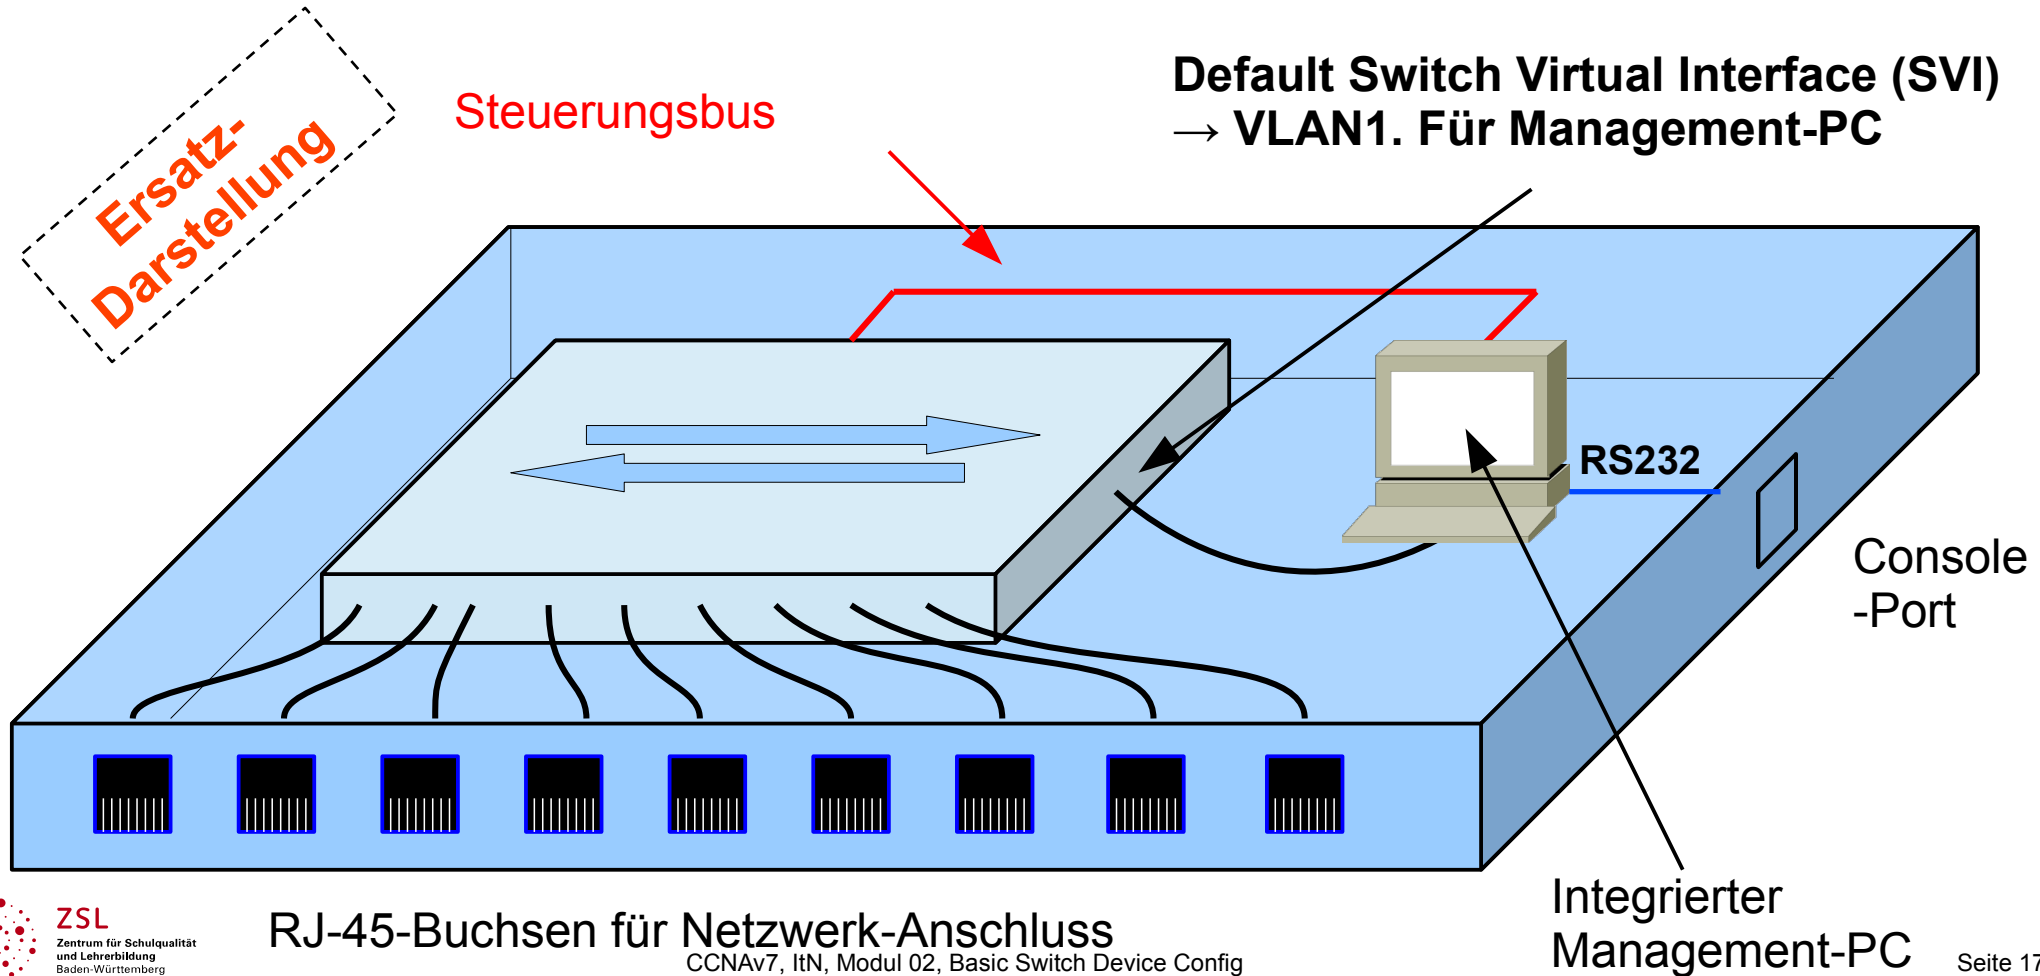 Ersatz-
Darstellung
Steuerungsbus
Default Switch Virtual Interface (SVI)
→ VLAN1. Für Management-PC
RS232
Console
-Port
Integrierter
Management-PC
RJ-45-Buchsen für Netzwerk-Anschluss
ZSL
Zentrum für Schulqualität
und Lehrerbildung
Baden-Württemberg
CCNAv7, ItN, Modul 02, Basic Switch Device Config
Seite 17